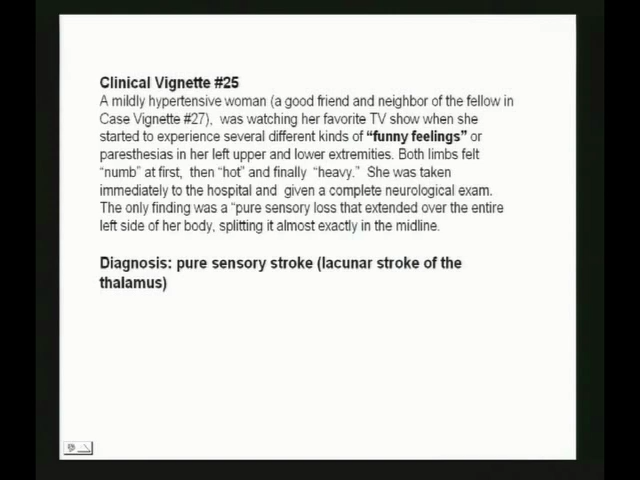 Clinical Vignette #25
A mildly hypertensive woman (a good friend and neighbor of the fellow in
Case Vignette #27),  was watching her favorite TV show when she
started to experience several different kinds of “funny feelings” or
paresthesias in her left upper and lower extremities. Both limbs felt
“numb” at first,  then “hot” and finally  “heavy.”  She was taken
immediately to the hospital and  given a complete neurological exam.
The only finding was a “pure sensory loss that extended over the entire
left side of her body, splitting it almost exactly in the midline.
Diagnosis: pure sensory stroke (lacunar stroke of the
thalamus)